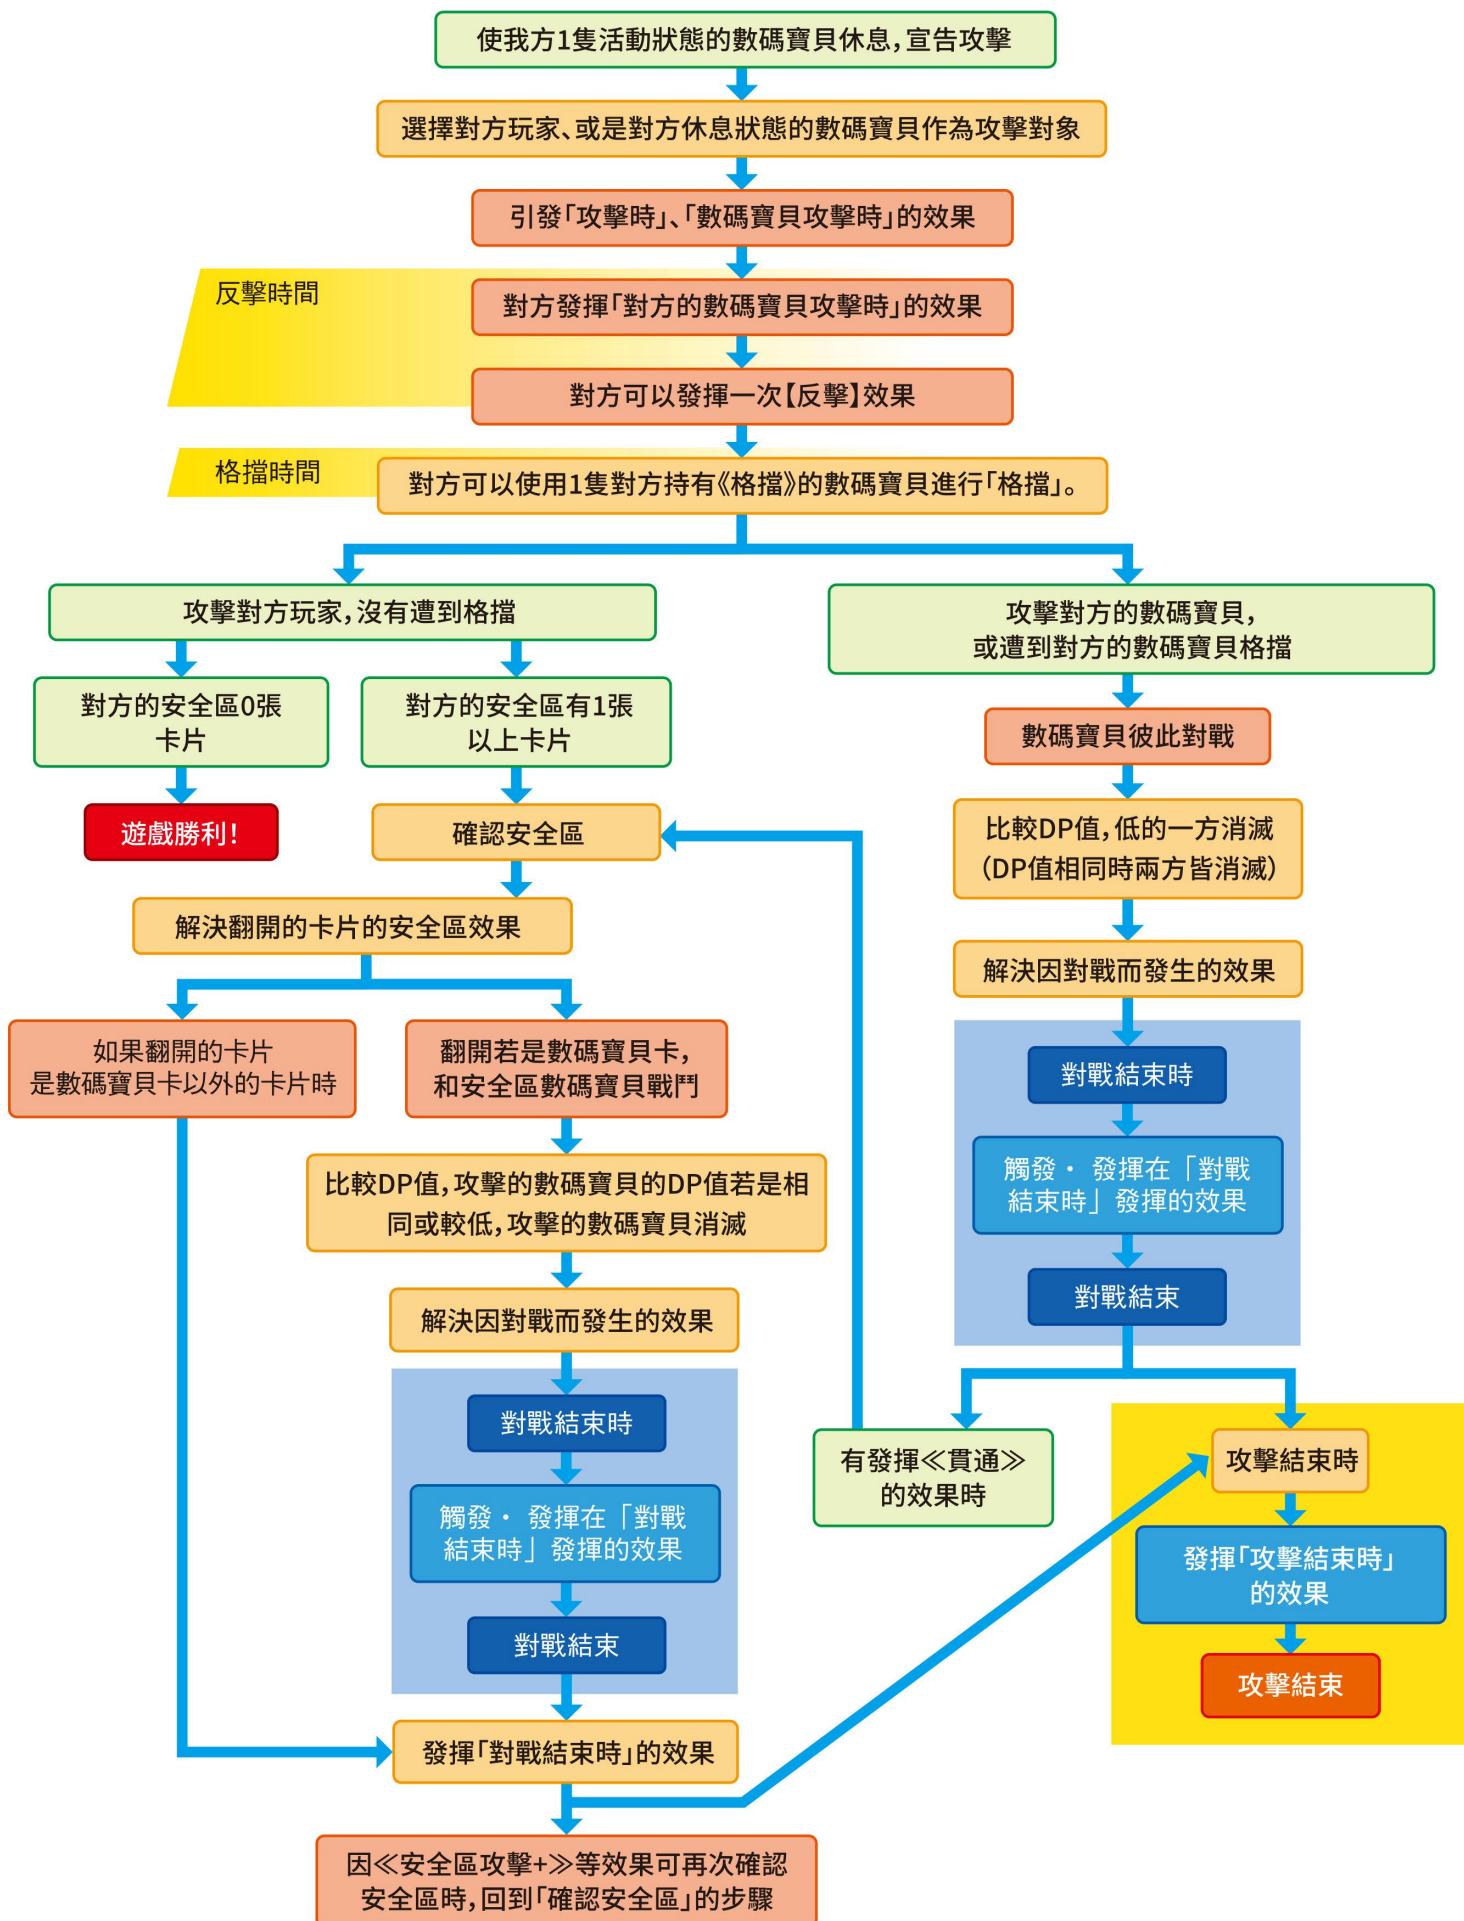 使我方1隻活動狀態的數碼寶貝休息，宣告攻擊
選擇對方玩家、或是對方休息狀態的數碼寶貝作為攻擊對象
引發「攻擊時」、「數碼寶貝攻擊時」的效果
反擊時間
對方發揮「對方的數碼寶貝攻擊時」的效果
對方可以發揮一次【反擊】效果
格擋時間
對方可以使用1隻對方持有《格擋》的數碼寶貝進行「格擋」。
攻擊對方玩家，沒有遭到格擋
對方的安全區0張
卡片
對方的安全區有1張
以上卡片
遊戲勝利！
確認安全區
解決翻開的卡片的安全區效果
如果翻開的卡片
是數碼寶貝卡以外的卡片時
翻開若是數碼寶貝卡，
和安全區數碼寶貝戰鬥
比較DP值，攻擊的數碼寶貝的DP值若是相
同或較低，攻擊的數碼寶貝消滅
解決因對戰而發生的效果
對戰結束時
觸發・ 發揮在「對戰
結束時」發揮的效果
對戰結束
發揮「對戰結束時」的效果
因≪安全區攻擊+≫等效果可再次確認
安全區時，回到「確認安全區」的步驟
攻擊對方的數碼寶貝，
或遭到對方的數碼寶貝格擋
數碼寶貝彼此對戰
比較DP值，低的一方消滅
（DP值相同時兩方皆消滅）
解決因對戰而發生的效果
對戰結束時
觸發・ 發揮在「對戰
結束時」發揮的效果
對戰結束
有發揮≪貫通≫
的效果時
攻擊結束時
發揮「攻擊結束時」
的效果
攻擊結束